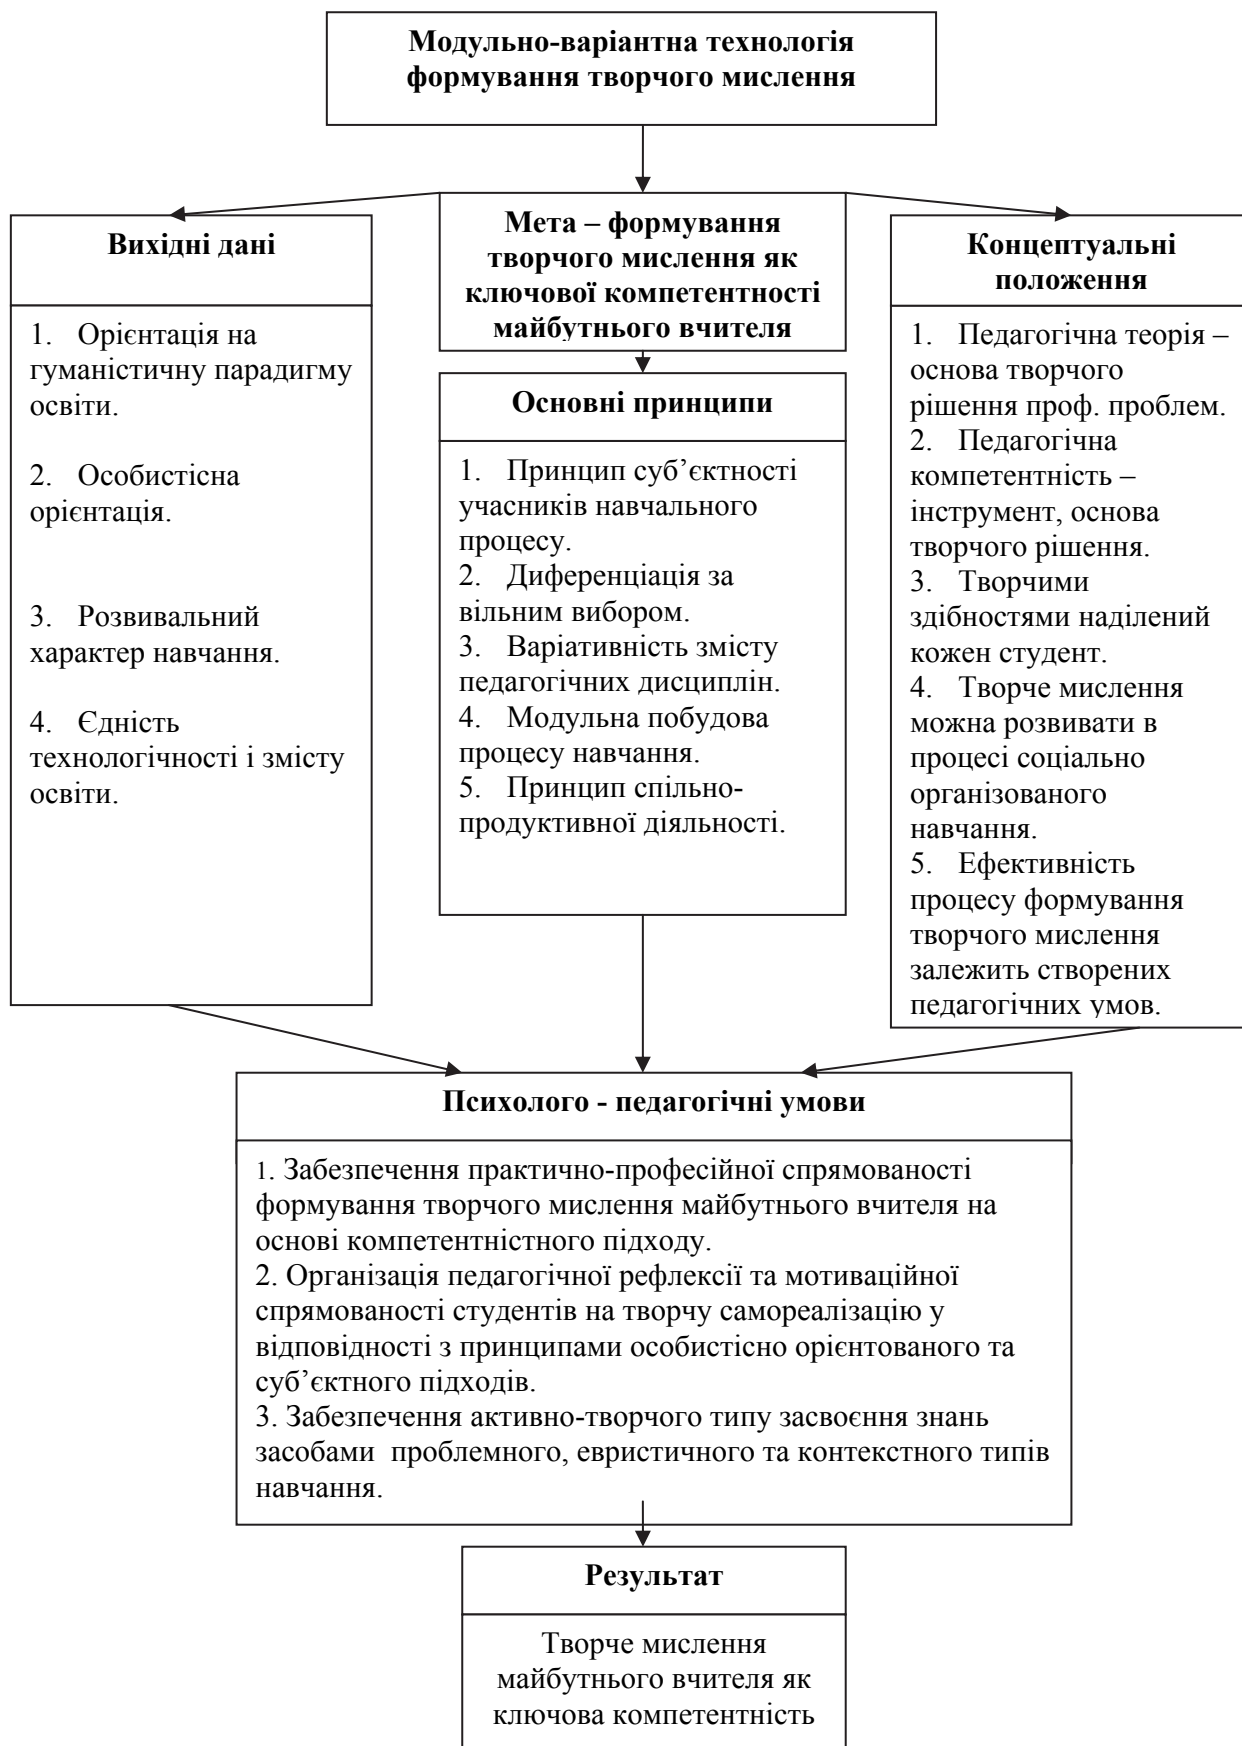 Модульно-варіантна технологія
формування творчого мислення
Вихідні дані
1. Орієнтація на
гуманістичну парадигму
освіти.
2. Особистісна
орієнтація.
3. Розвивальний
характер навчання.
4. Єдність
технологічності і змісту
освіти.
Мета – формування
творчого мислення як
ключової компетентності
майбутнього вчителя
Основні принципи
1. Принцип суб’єктності
учасників навчального
процесу.
2. Диференціація за
вільним вибором.
3. Варіативність змісту
педагогічних дисциплін.
4. Модульна побудова
процесу навчання.
5. Принцип спільно-
продуктивної діяльності.
Концептуальні
положення
1. Педагогічна теорія –
основа творчого
рішення проф. проблем.
2. Педагогічна
компетентність –
інструмент, основа
творчого рішення.
3. Творчими
здібностями наділений
кожен студент.
4. Творче мислення
можна розвивати в
процесі соціально
організованого
навчання.
5. Ефективність
процесу формування
творчого мислення
залежить створених
педагогічних умов.
Психолого - педагогічні умови
1. Забезпечення практично-професійної спрямованості
формування творчого мислення майбутнього вчителя на
основі компетентністного підходу.
2. Організація педагогічної рефлексії та мотиваційної
спрямованості студентів на творчу самореалізацію у
відповідності з принципами особистісно орієнтованого та
суб’єктного підходів.
3. Забезпечення активно-творчого типу засвоєння знань
засобами  проблемного, евристичного та контекстного типів
навчання.
Результат
Творче мислення
майбутнього вчителя як
ключова компетентність